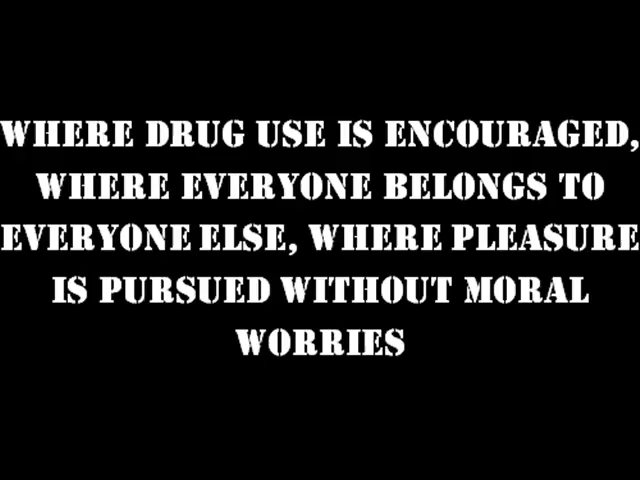 WHERE DRUG USE IS ENCOURAGED,
WHERE EVERYONE BELONGS TO
EVERYONE ELSE, WHERE PLEASURE
IS PURSUED WITHOUT MORAL
WORRIES